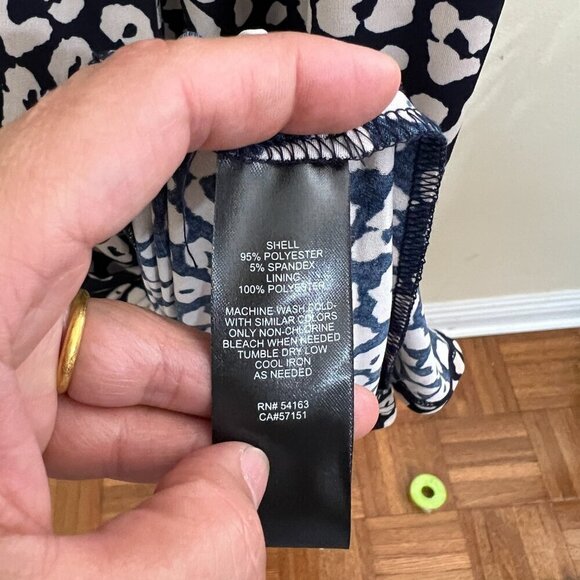 SHELL
95% POLYESTER
5% SPANDEX
LINING
100% POLYESTER
MACHINE WASH COLD-
WITH SIMILAR COLORS
ONLY NON-CHLORINE
BLEACH WHEN NEEDED
TUMBLE DRY LOW
COOL IRON
AS NEEDED
RN# 54163
CA#57151